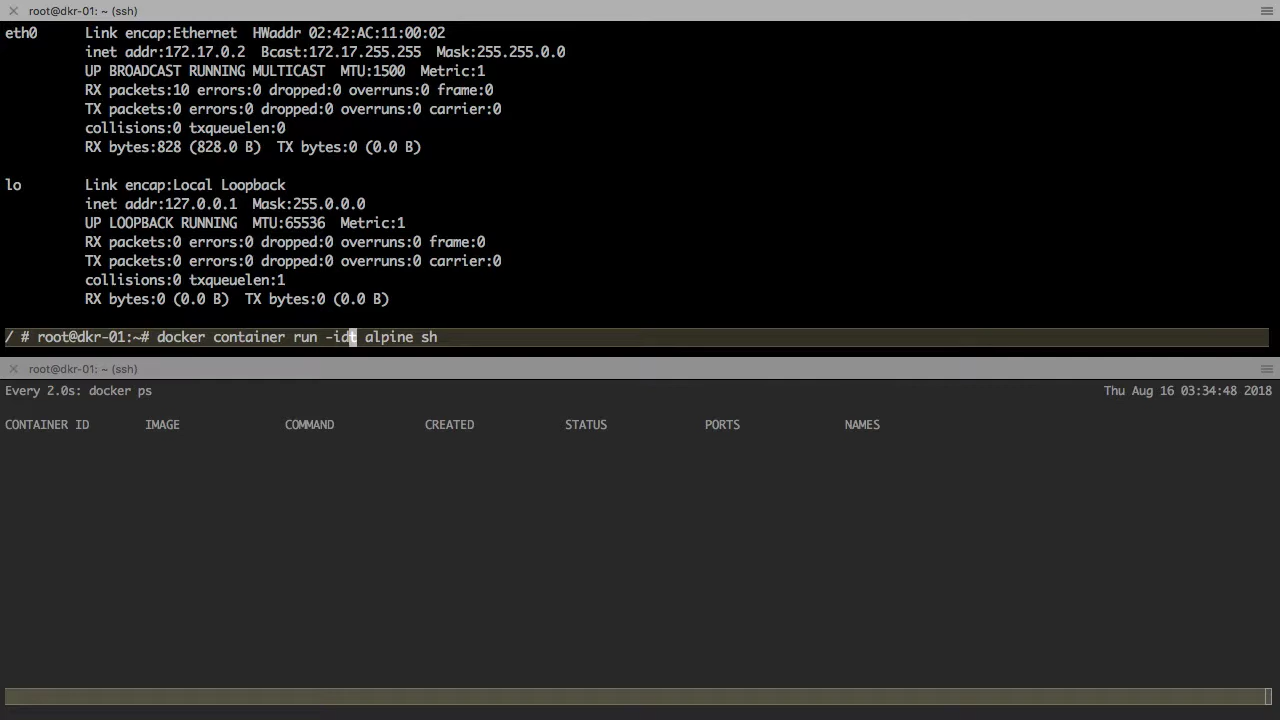 root@dkr-01: ~ (ssh)
eth0 Link encap:Ethernet HWaddr 02:42:AC:11:00:02
inet addr:172.17.0.2 Bcast:172.17.255.255 Mask:255.255.0.0
UP BROADCAST RUNNING MULTICAST MTU:1500 Metric:1
RX packets:10 errors:0 dropped:0 overruns:0 frame:0
TX packets:0 errors:0 dropped:0 overruns:0 carrier:0
collisions:0 txqueuelen:0
RX bytes:828 (828.0 B) TX bytes:0 (0.0 B)
lo Link encap:Local Loopback
inet addr:127.0.0.1 Mask:255.0.0.0
UP LOOPBACK RUNNING MTU:65536 Metric:1
RX packets:0 errors:0 dropped:0 overruns:0 frame:0
TX packets:0 errors:0 dropped:0 overruns:0 carrier:0
collisions:0 txqueuelen:1
RX bytes:0 (0.0 B) TX bytes:0 (0.0 B)
/ # root@dkr-01:~# docker container run -idt alpine sh
root@dkr-01: ~ (ssh)
Every 2.0s: docker ps Thu Aug 16 03:34:48 2018
CONTAINER ID IMAGE COMMAND CREATED STATUS PORTS NAMES